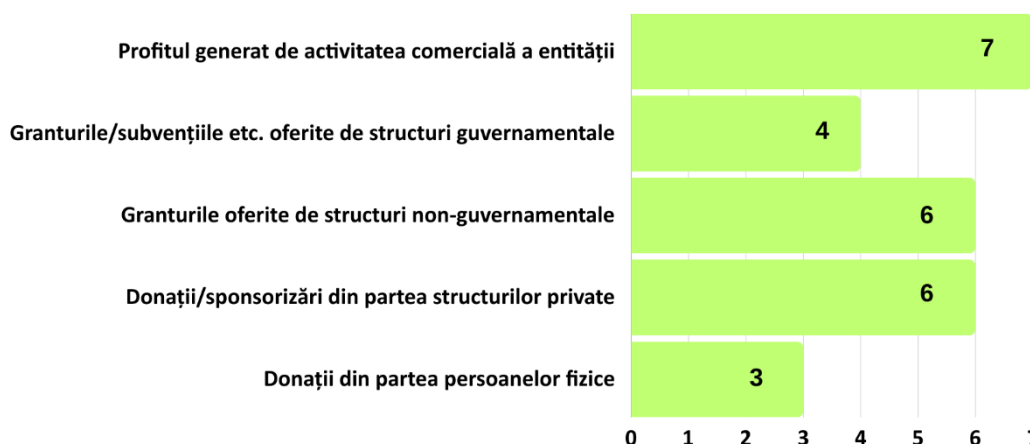 Profitul generat de activitatea comercială a entității 7
Granturile/subvențiile etc. oferite de structuri guvernamentale 4
Granturile oferite de structuri non-guvernamentale 6
Donații/sponsorizări din partea structurilor private 6
Donații din partea persoanelor fizice 3
0 1 2 3 4 5 6